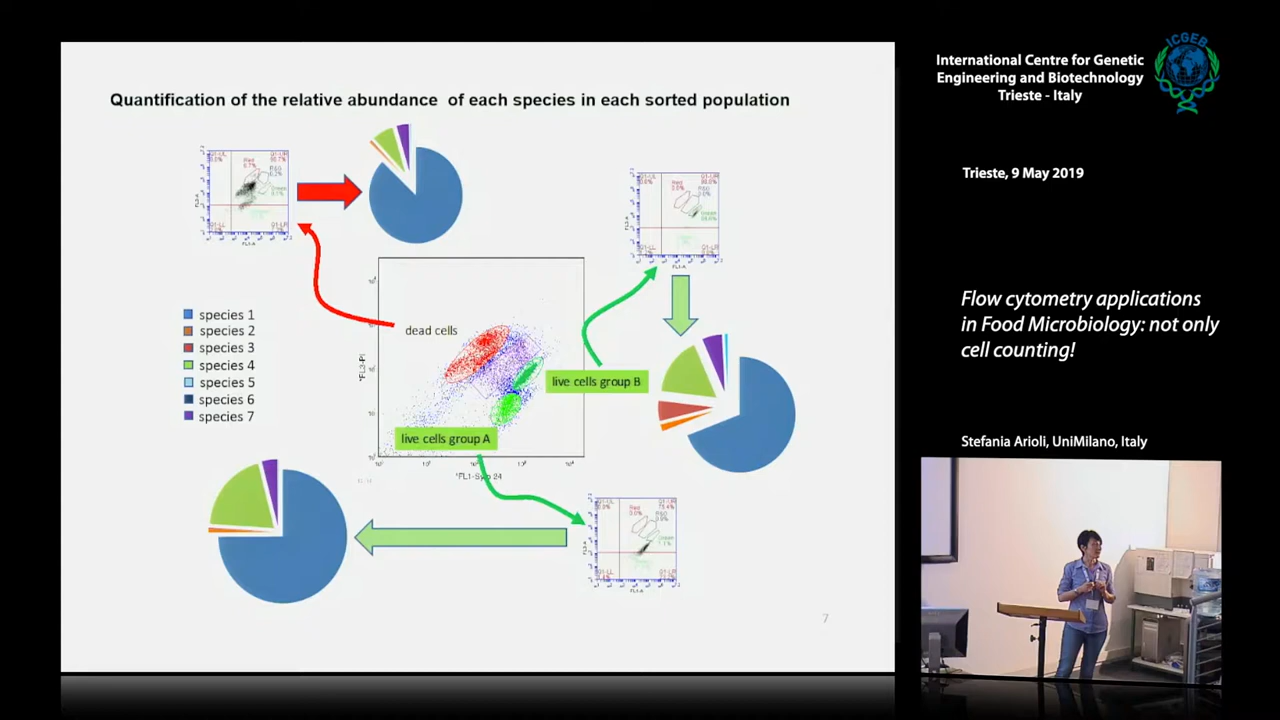 Quantification of the relative abundance of each species in each sorted population
species 1
species 2
species 3
species 4
species 5
species 6
species 7
dead cells
live cells group B
live cells group A
7
ICGEB
International Centre for Genetic
Engineering and Biotechnology
Trieste - Italy
Trieste, 9 May 2019
Flow cytometry applications
in Food Microbiology: not only
cell counting!
Stefania Arioli, UniMilano, Italy